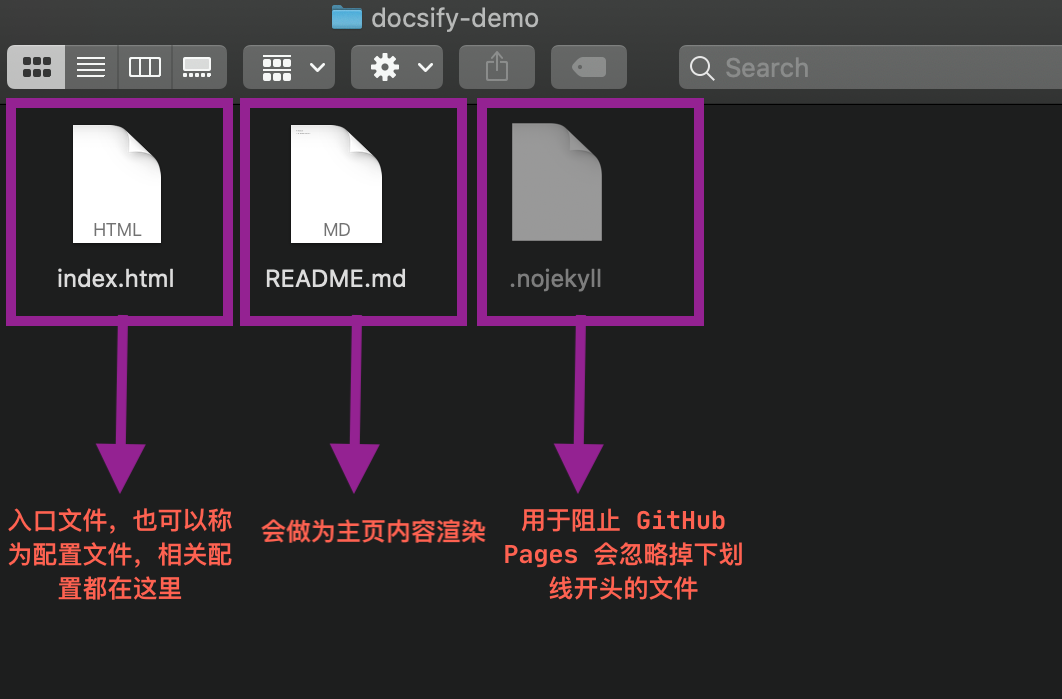 docsify-demo
Search
HTML
MD
index.html
README.md
.nojekyll
入口文件，也可以称
为配置文件，相关配
置都在这里
会做为主页内容渲染
用于阻止 GitHub
Pages 会忽略掉下划
线开头的文件